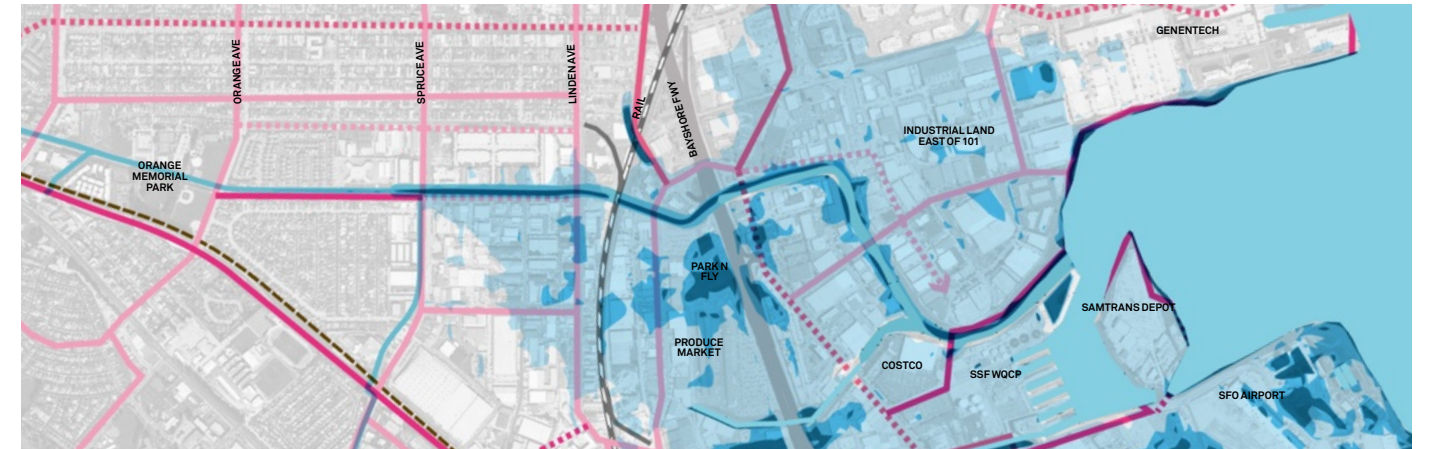 GENENTECH
ORANGE AVE
SPRUCE AVE
LINDEN AVE
RAIL
BAYSHORE FWY
INDUSTRIAL LAND
EAST OF 101
ORANGE
MEMORIAL
PARK
PARK N
FLY
SAMTRANS DEPOT
PRODUCE
MARKET
COSTCO
SSF WQCP
SFO AIRPORT